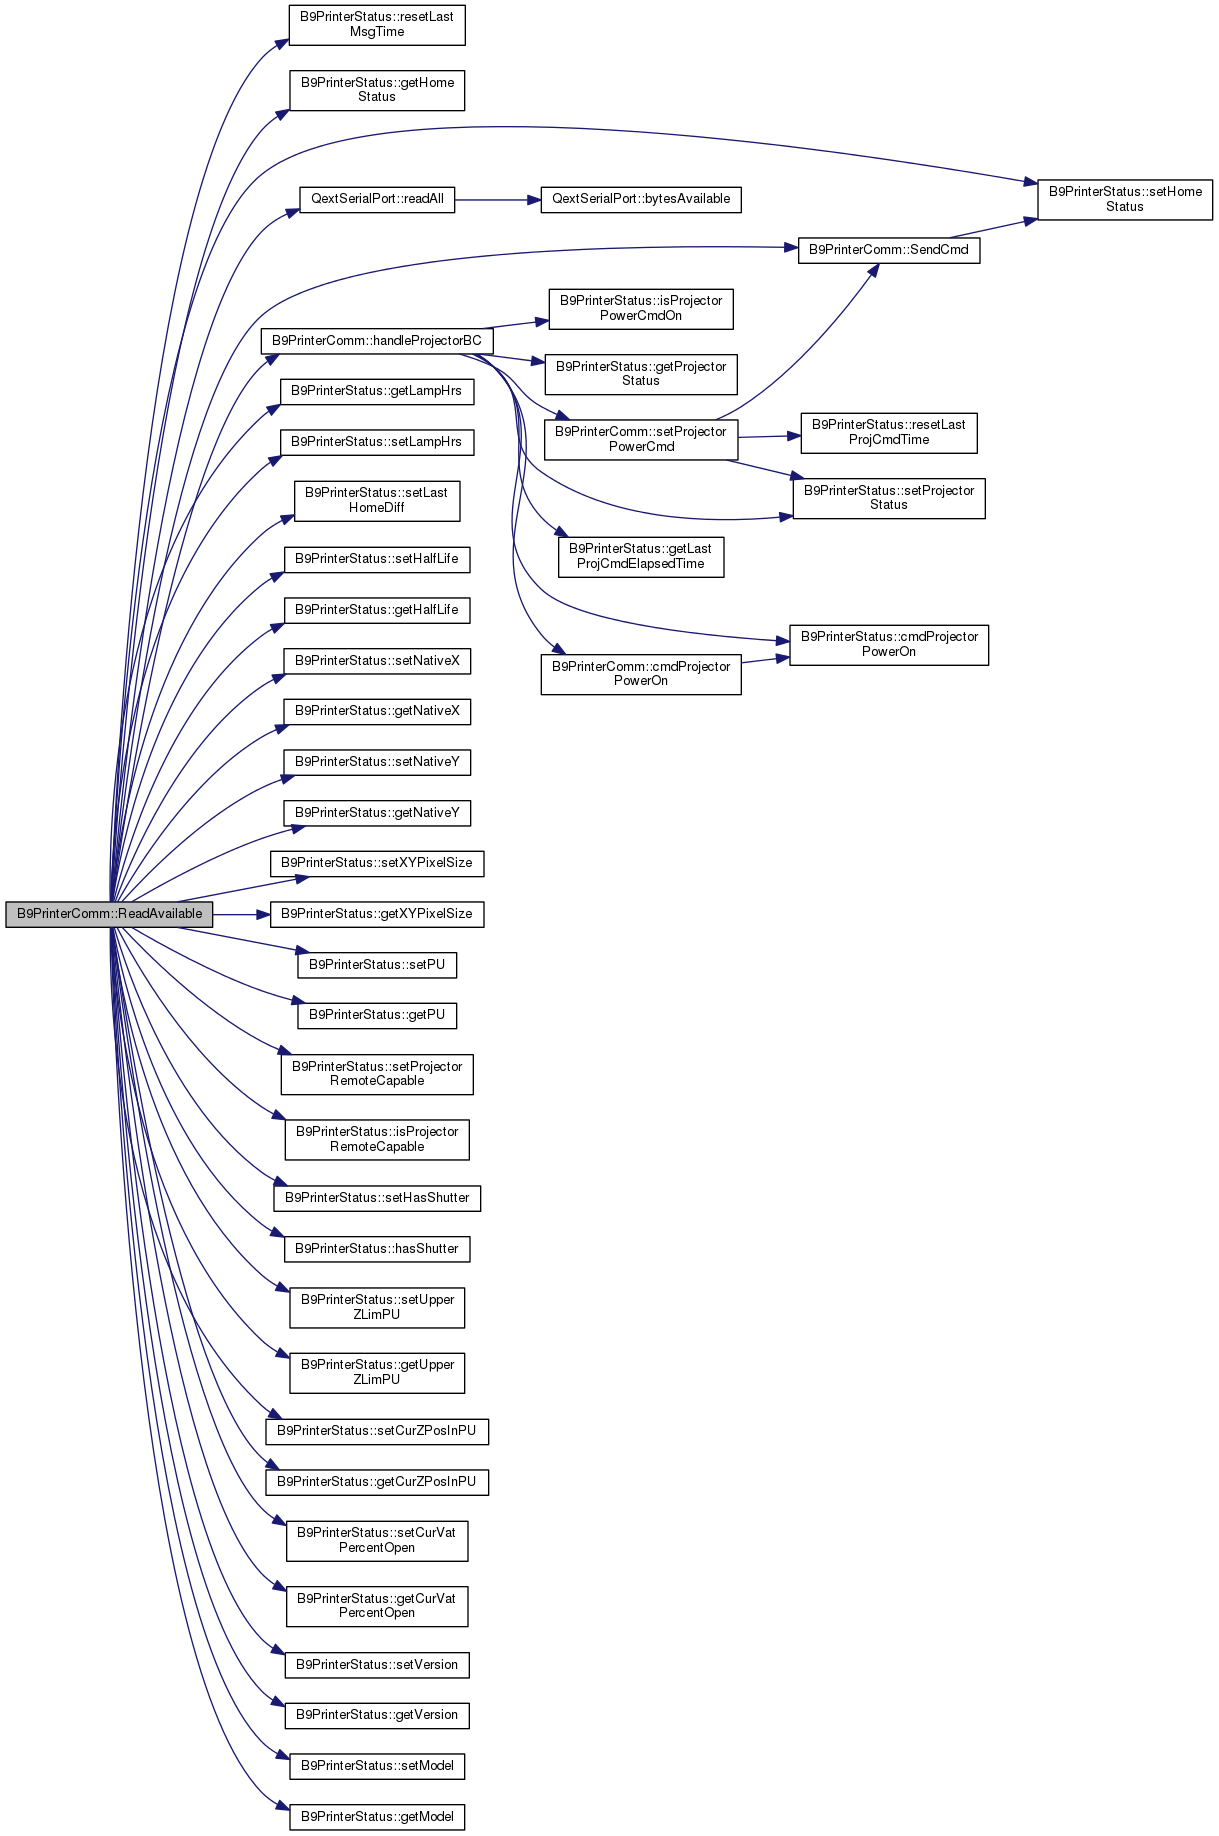 B9PrinterStatus::resetLast
MsgTime
B9PrinterStatus::getHome
Status
B9PrinterStatus::setHome
Status
QextSerialPort::readAll
QextSerialPort::bytesAvailable
B9PrinterComm::SendCmd
B9PrinterStatus::isProjector
PowerCmdOn
B9PrinterComm::handleProjectorBC
B9PrinterStatus::getProjector
Status
B9PrinterStatus::getLampHrs
B9PrinterComm::setProjector
PowerCmd
B9PrinterStatus::resetLast
ProjCmdTime
B9PrinterStatus::setLampHrs
B9PrinterStatus::setProjector
Status
B9PrinterStatus::setLast
HomeDiff
B9PrinterStatus::getLast
ProjCmdElapsedTime
B9PrinterStatus::setHalfLife
B9PrinterStatus::getHalfLife
B9PrinterStatus::cmdProjector
PowerOn
B9PrinterStatus::setNativeX
B9PrinterComm::cmdProjector
PowerOn
B9PrinterStatus::getNativeX
B9PrinterStatus::setNativeY
B9PrinterStatus::getNativeY
B9PrinterStatus::setXYPixelSize
B9PrinterComm::ReadAvailable
B9PrinterStatus::getXYPixelSize
B9PrinterStatus::setPU
B9PrinterStatus::getPU
B9PrinterStatus::setProjector
RemoteCapable
B9PrinterStatus::isProjector
RemoteCapable
B9PrinterStatus::setHasShutter
B9PrinterStatus::hasShutter
B9PrinterStatus::setUpper
ZLimPU
B9PrinterStatus::getUpper
ZLimPU
B9PrinterStatus::setCurZPosInPU
B9PrinterStatus::getCurZPosInPU
B9PrinterStatus::setCurVat
PercentOpen
B9PrinterStatus::getCurVat
PercentOpen
B9PrinterStatus::setVersion
B9PrinterStatus::getVersion
B9PrinterStatus::setModel
B9PrinterStatus::getModel